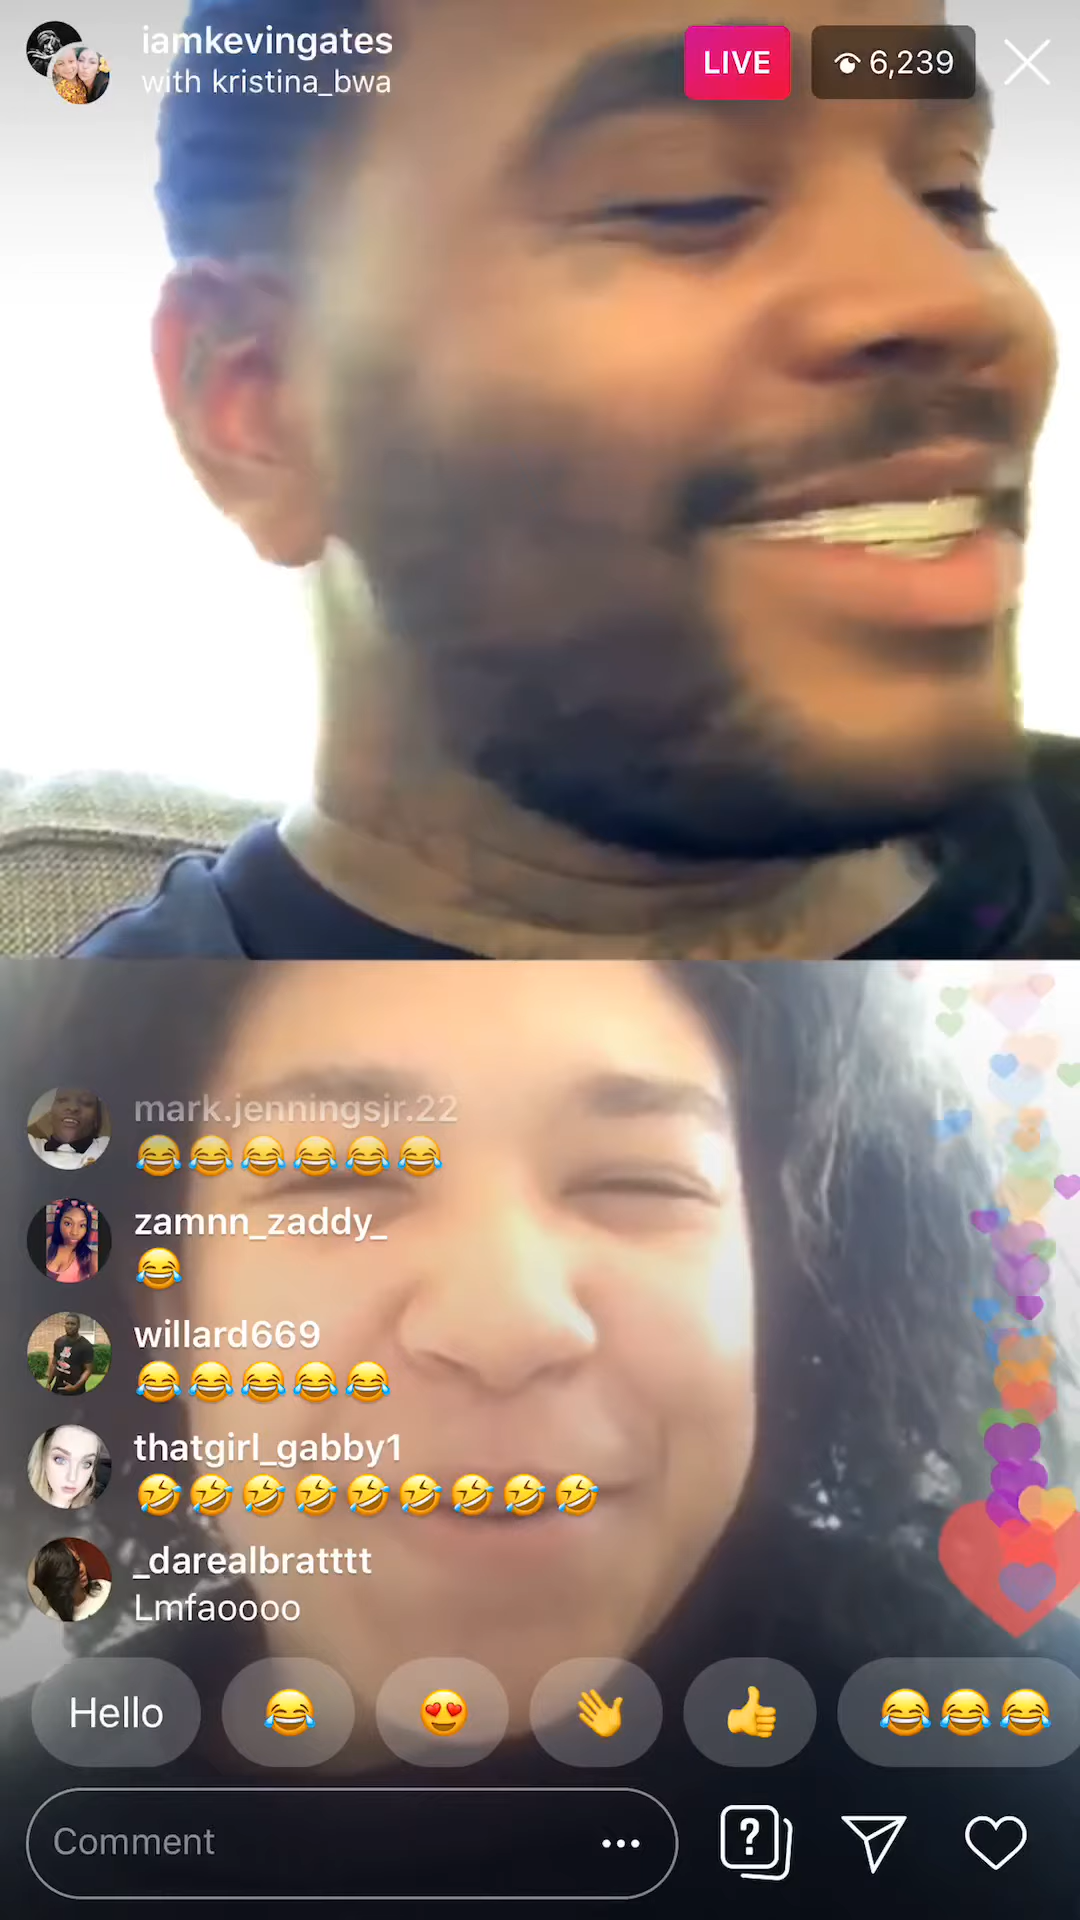 iamkevingates
with kristina_bwa
LIVE
6,239
mark.jenningsjr.22
😂😂😂😂😂😂
zamnn_zaddy_
😂
willard669
😂😂😂😂😂
thatgirl_gabby1
🤣🤣🤣🤣🤣🤣🤣🤣🤣
_darealbratttt
Lmfaoooo
Hello 😂 😍 👋 👍 😂😂😂
Comment